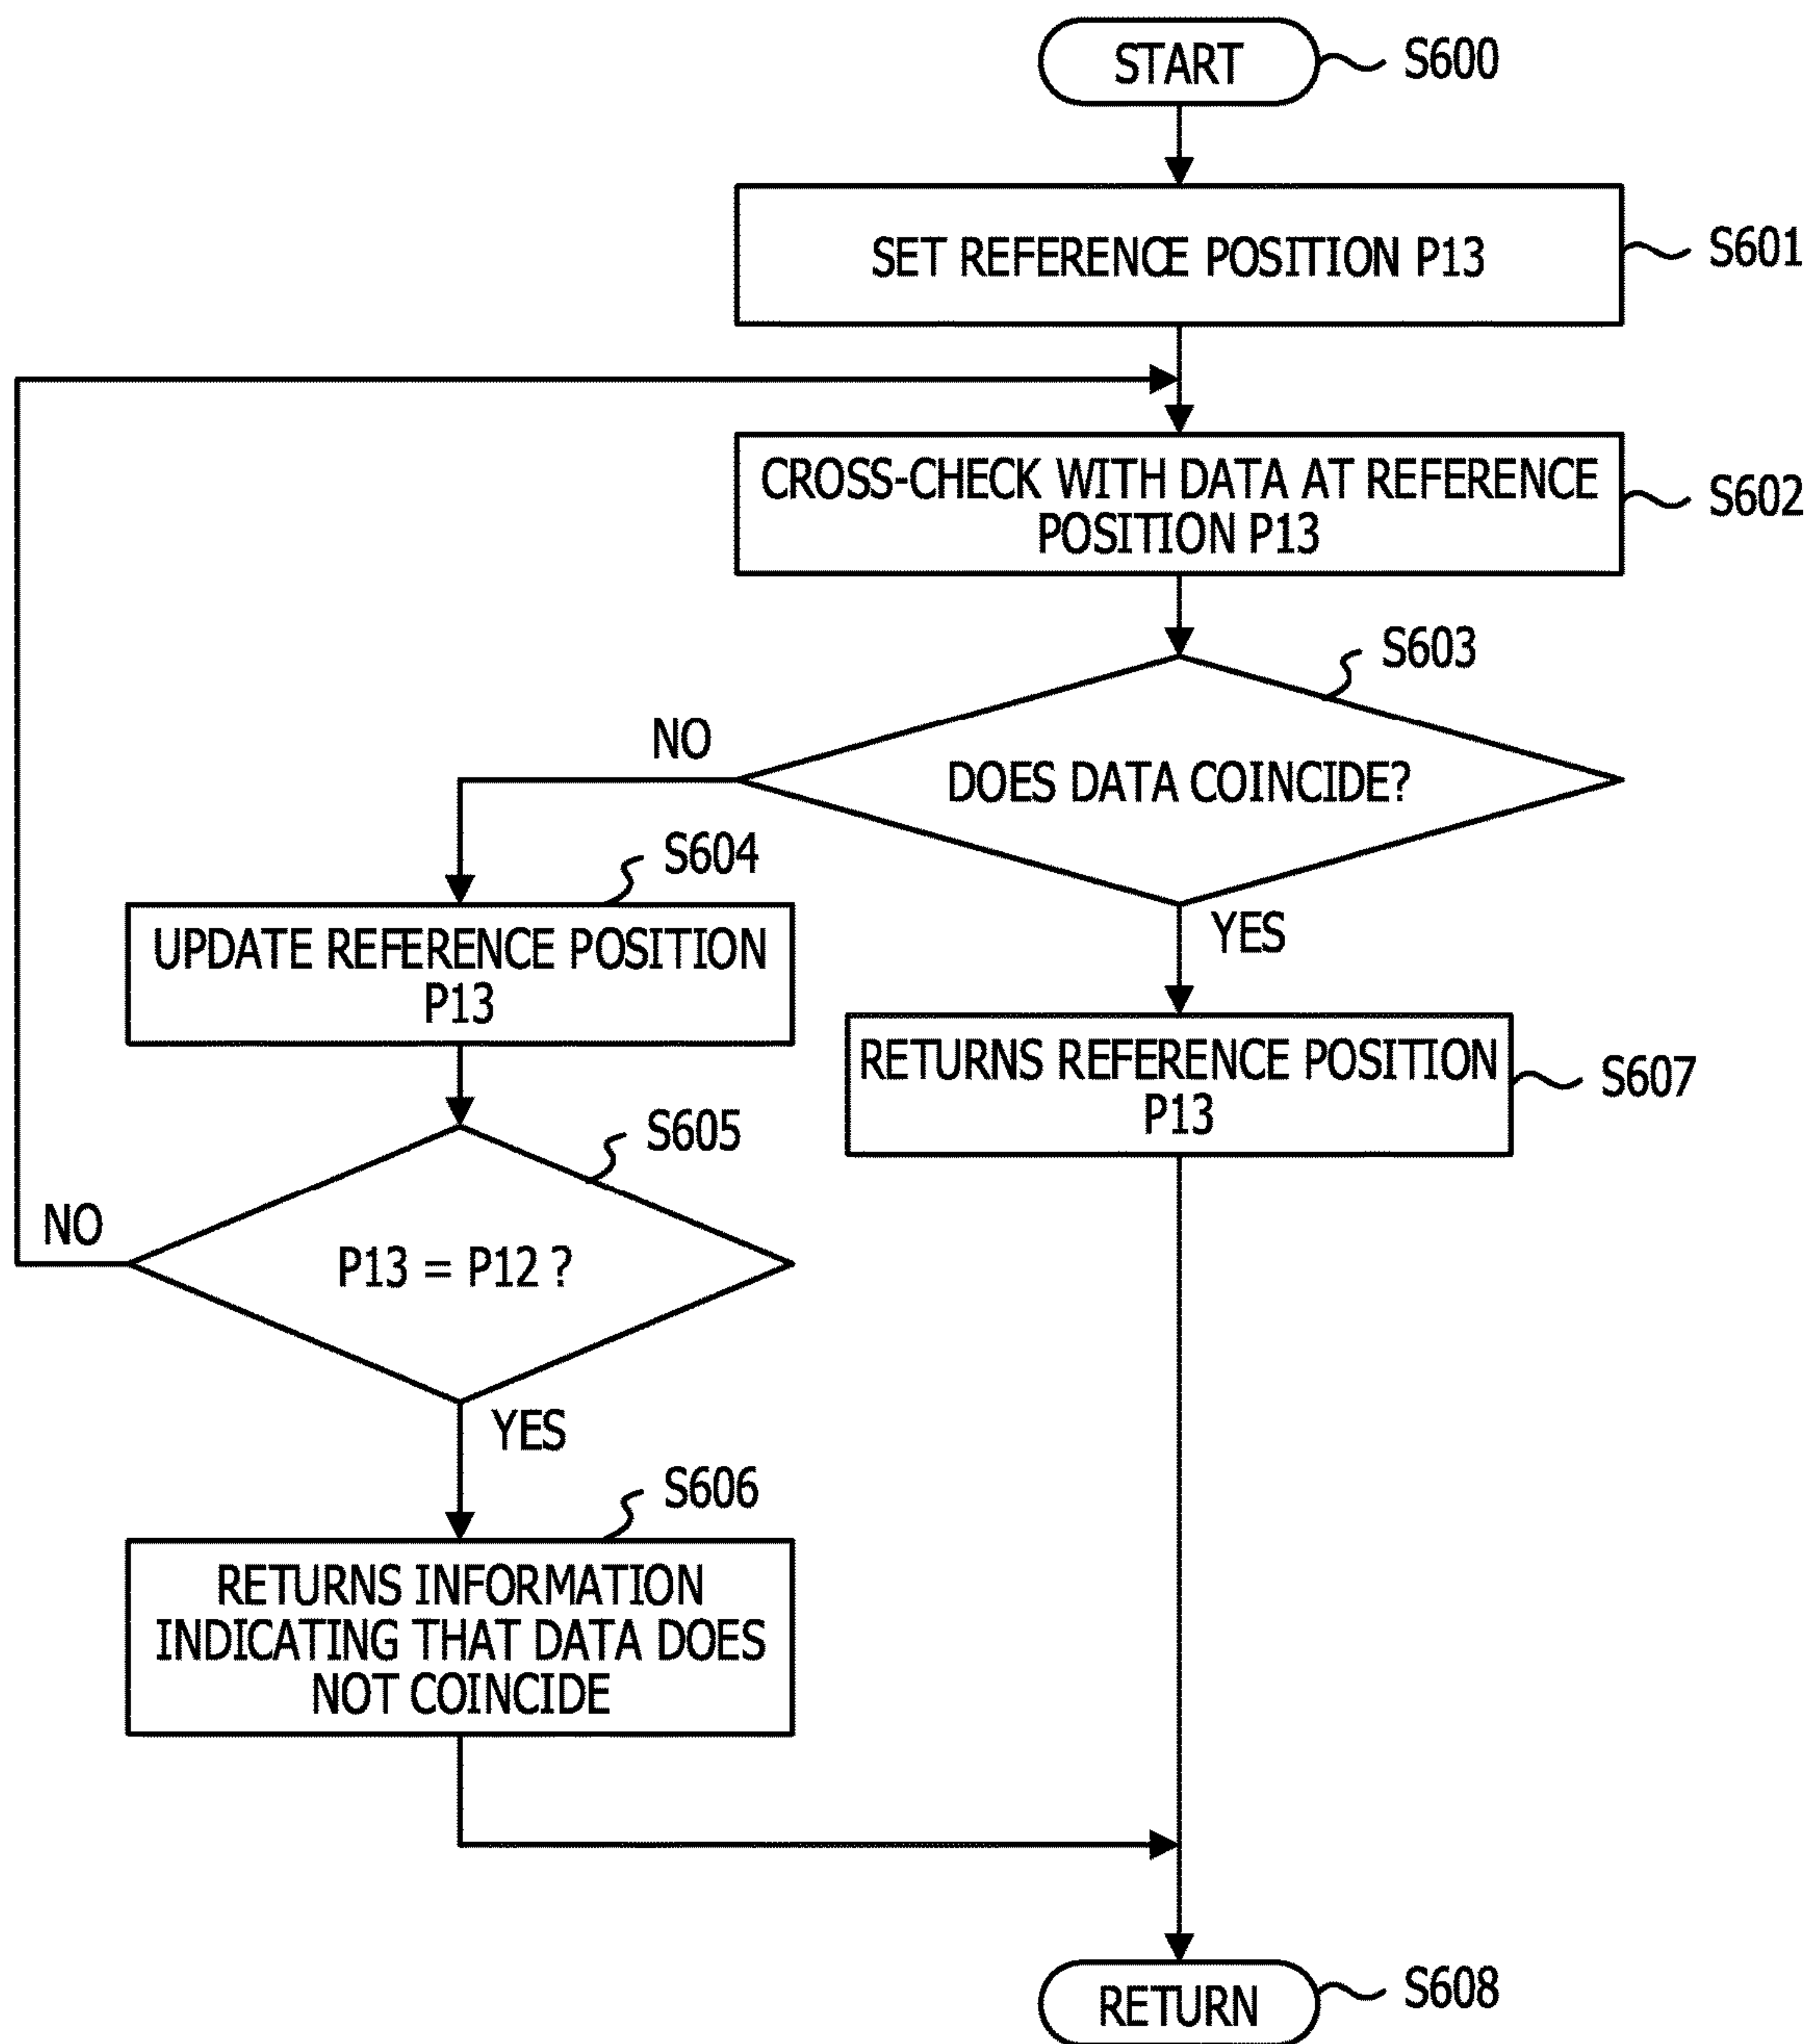 START
S600
SET REFERENCE POSITION P13
S601
CROSS-CHECK WITH DATA AT REFERENCE
POSITION P13
S602
S603
DOES DATA COINCIDE?
NO
YES
S604
UPDATE REFERENCE POSITION
P13
RETURNS REFERENCE POSITION
P13
S607
S605
P13 = P12 ?
NO
YES
S606
RETURNS INFORMATION
INDICATING THAT DATA DOES
NOT COINCIDE
RETURN
S608